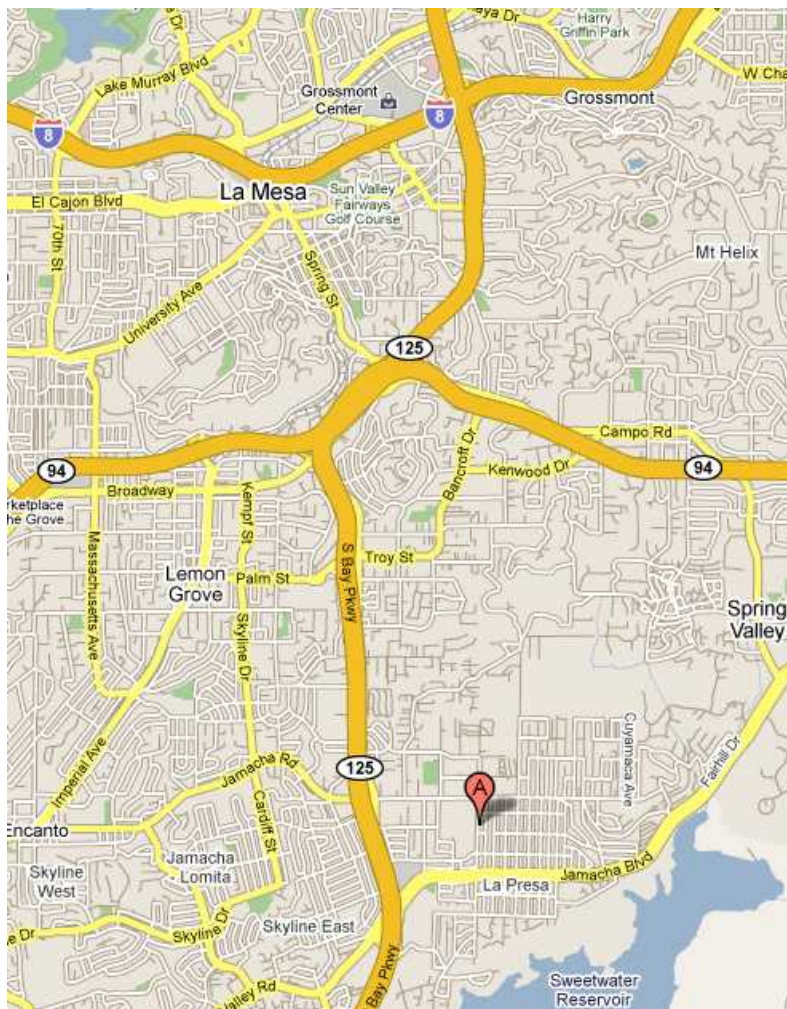 Harry
Griffin Park
Lake Murray Blvd
Grossmont
Center
8
Grossmont
8
La Mesa
Sun Valley
Fairways
Golf Course
El Cajon Blvd
70th St
Mt Helix
Spring St
University Ave
125
Campo Rd
94
Kenwood Dr
94
Bancroft Dr
Broadway
Kempf St
he Grove
Massachusetts Ave
Troy St
S Bay Pkwy
Lemon
Grove
Palm St
Spring
Valley
Skyline Dr
Cuyamaca Ave
Fairhill Dr
Imperial Ave
Jamacha Rd
125
A
Cardiff St
Encanto
Jamacha
Lomita
Skyline
West
Jamacha Blvd
La Presa
Skyline Dr
Skyline East
Bay Pkwy
Valley Rd
Sweetwater
Reservoir